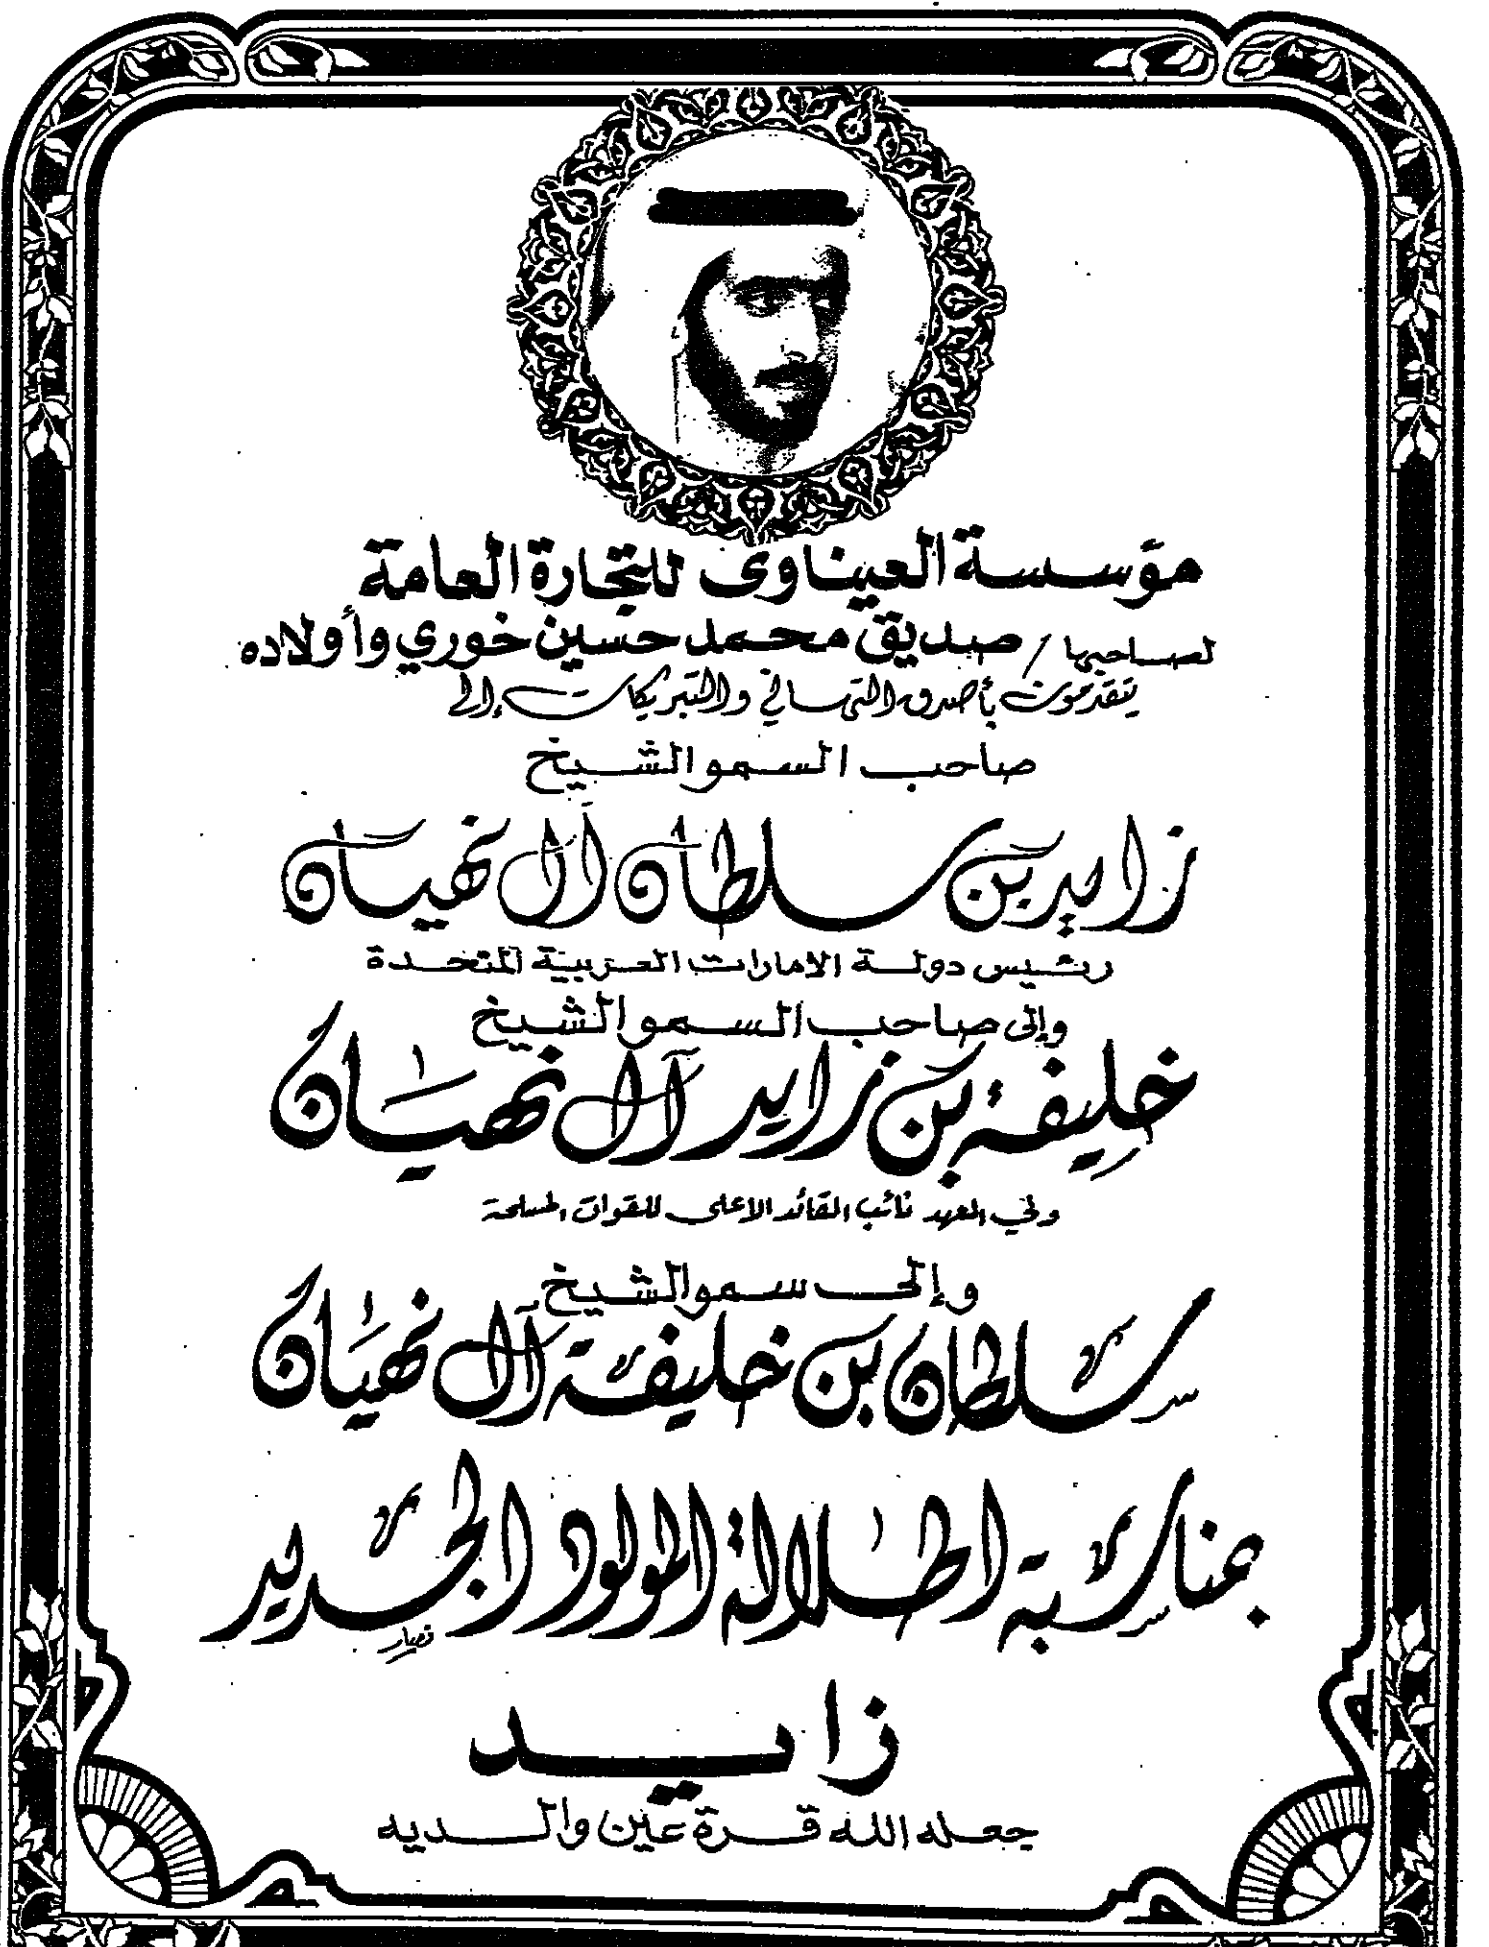 مؤسسة العيناوى للتجارة العامة
لصاحبها / صديق محمد حسين خوري وأولاده
يتقدمون بأصدق التهاني والتبريكات إلى
صاحب السمو الشيخ
زايد بن سلطان آل نهيان
رئيس دولة الامارات العربية المتحدة
وإلى صاحب السمو الشيخ
خليفة بن زايد آل نهيان
ولي العهد نائب القائد الاعلى للقوات المسلحة
وإلى سمو الشيخ
سلطان بن خليفة آل نهيان
بمناسبة اطلالة المولود الجديد
نصار
زايد
جعله الله قرة عين والديه